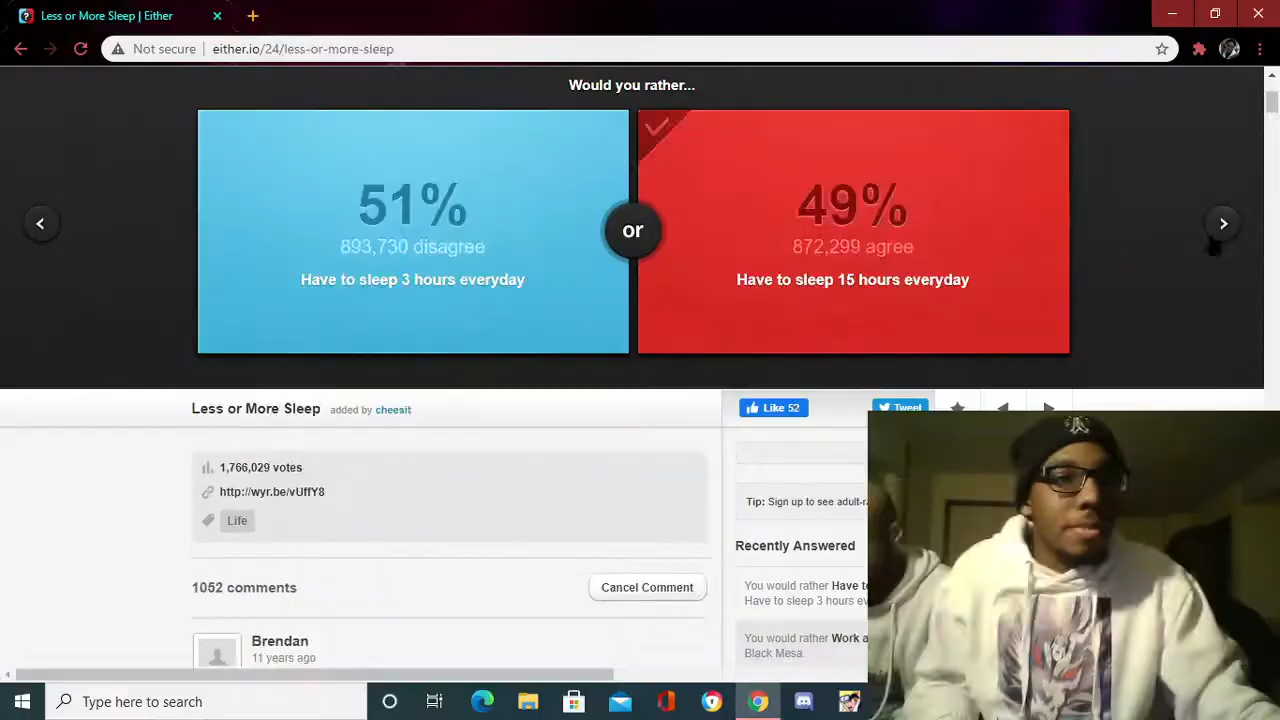 Less or More Sleep | Either
Not secure
either.io/24/less-or-more-sleep
Would you rather...
51%
893,730 disagree
Have to sleep 3 hours everyday
or
49%
872,299 agree
Have to sleep 15 hours everyday
Less or More Sleep added by cheesit
Like 52
Tweet
1,766,029 votes
http://wyr.be/vUffY8
Life
Tip: Sign up to see adult-ra
Recently Answered
1052 comments
Cancel Comment
You would rather Have to
Have to sleep 3 hours ev
Brendan
11 years ago
You would rather Work a
Black Mesa.
Type here to search